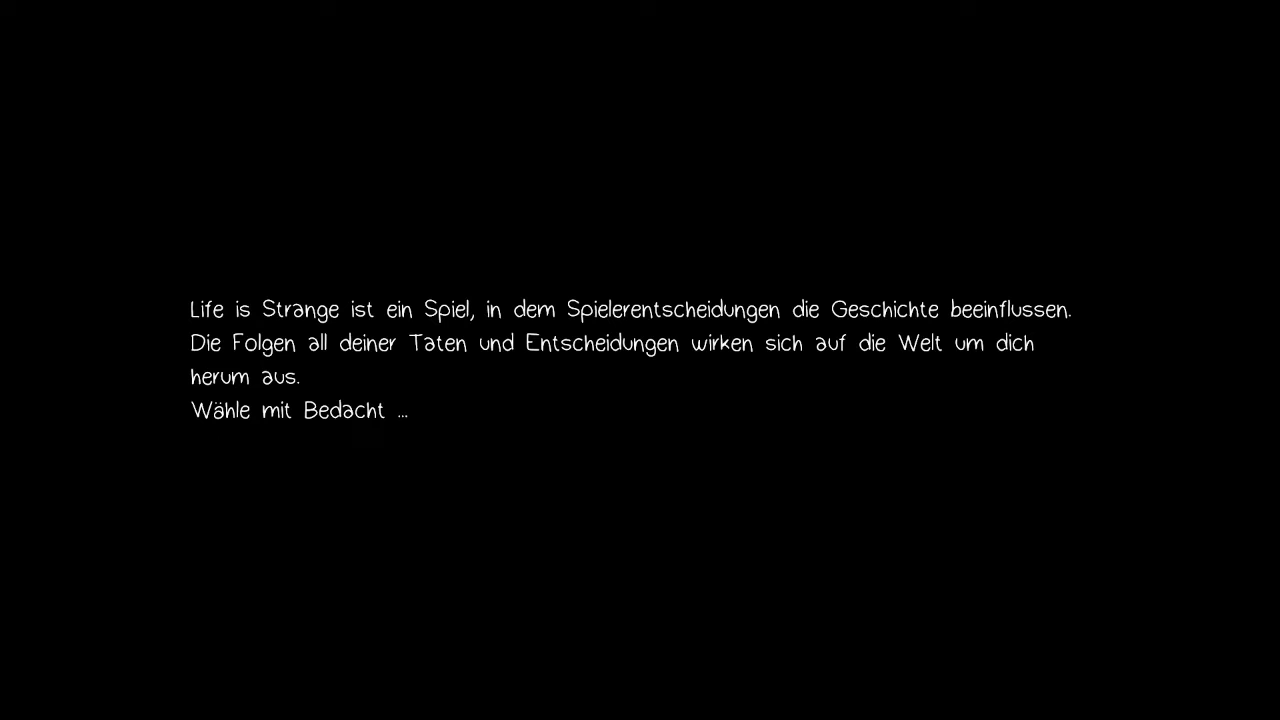 Life is Strange ist ein Spiel, in dem Spielerentscheidungen die Geschichte beeinflussen.
Die Folgen all deiner Taten und Entscheidungen wirken sich auf die Welt um dich
herum aus.
Wähle mit Bedacht ...